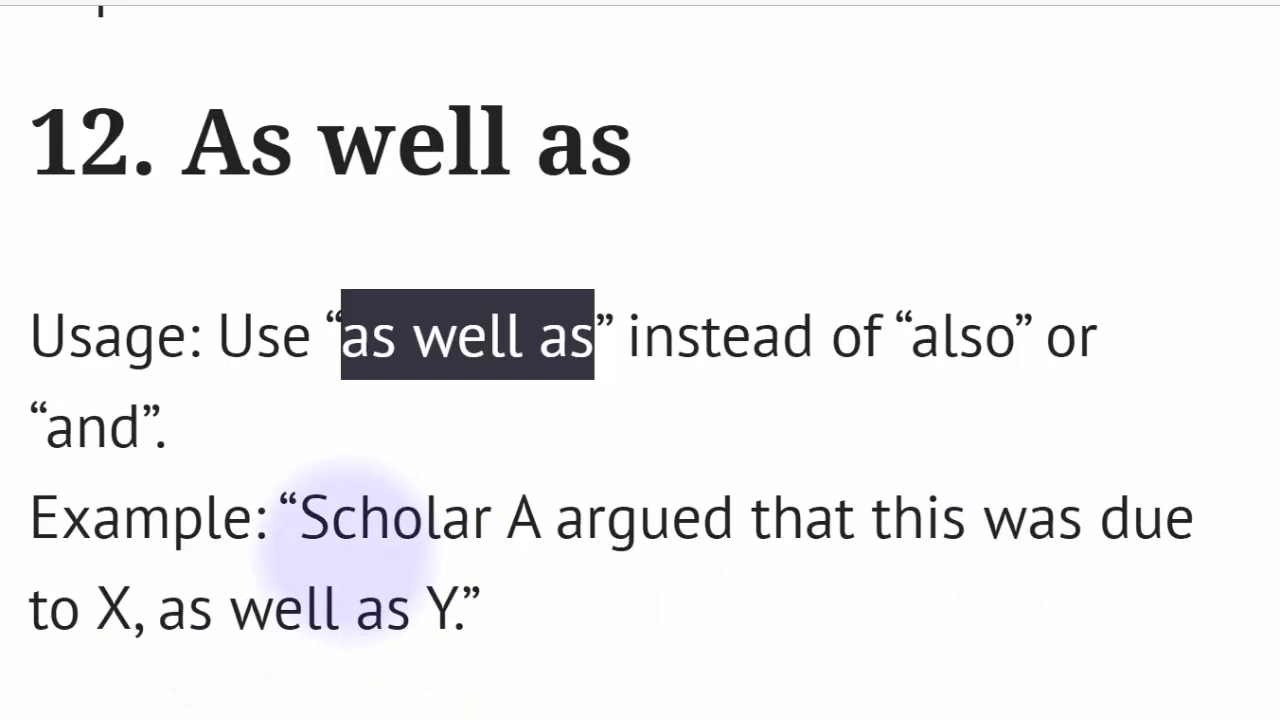 12. As well as
Usage: Use “as well as” instead of “also” or
“and”.
Example: “Scholar A argued that this was due
to X, as well as Y.”